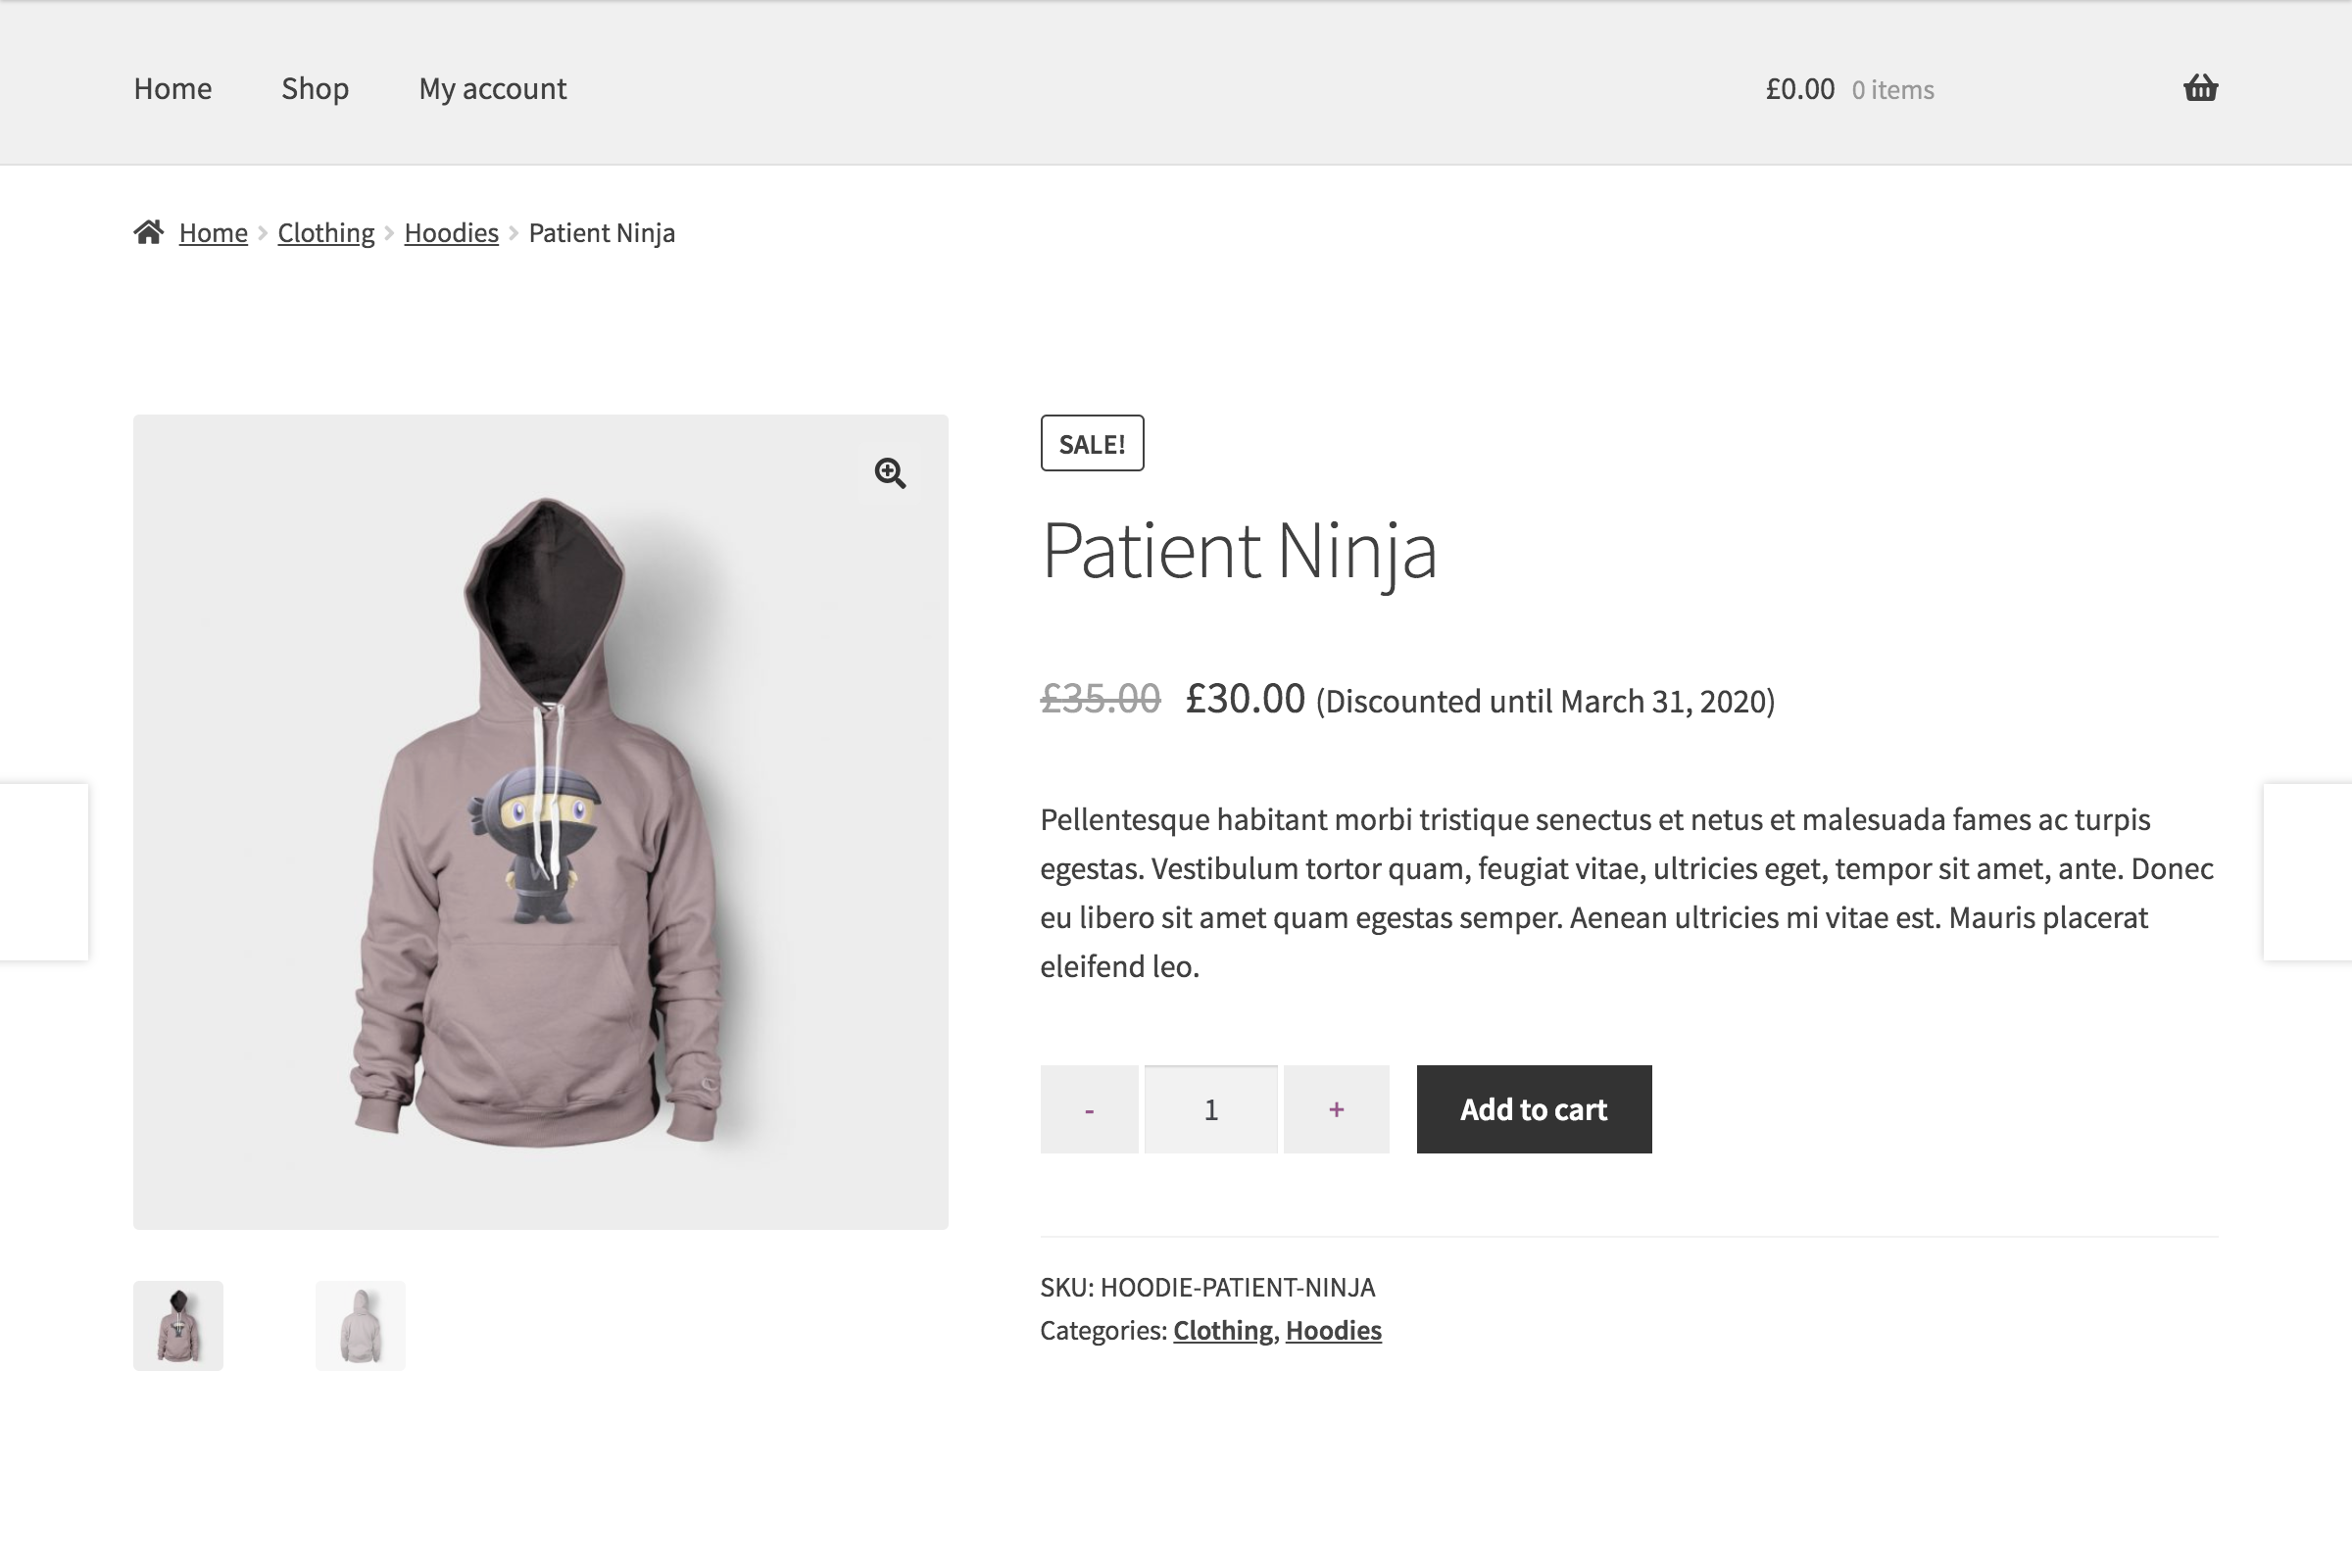 Home Shop My account £0.00 0 items
Home Clothing Hoodies Patient Ninja
SALE!
Patient Ninja
£35.00 £30.00 (Discounted until March 31, 2020)
Pellentesque habitant morbi tristique senectus et netus et malesuada fames ac turpis
egestas. Vestibulum tortor quam, feugiat vitae, ultricies eget, tempor sit amet, ante. Donec
eu libero sit amet quam egestas semper. Aenean ultricies mi vitae est. Mauris placerat
eleifend leo.
- 1 + Add to cart
SKU: HOODIE-PATIENT-NINJA
Categories: Clothing, Hoodies